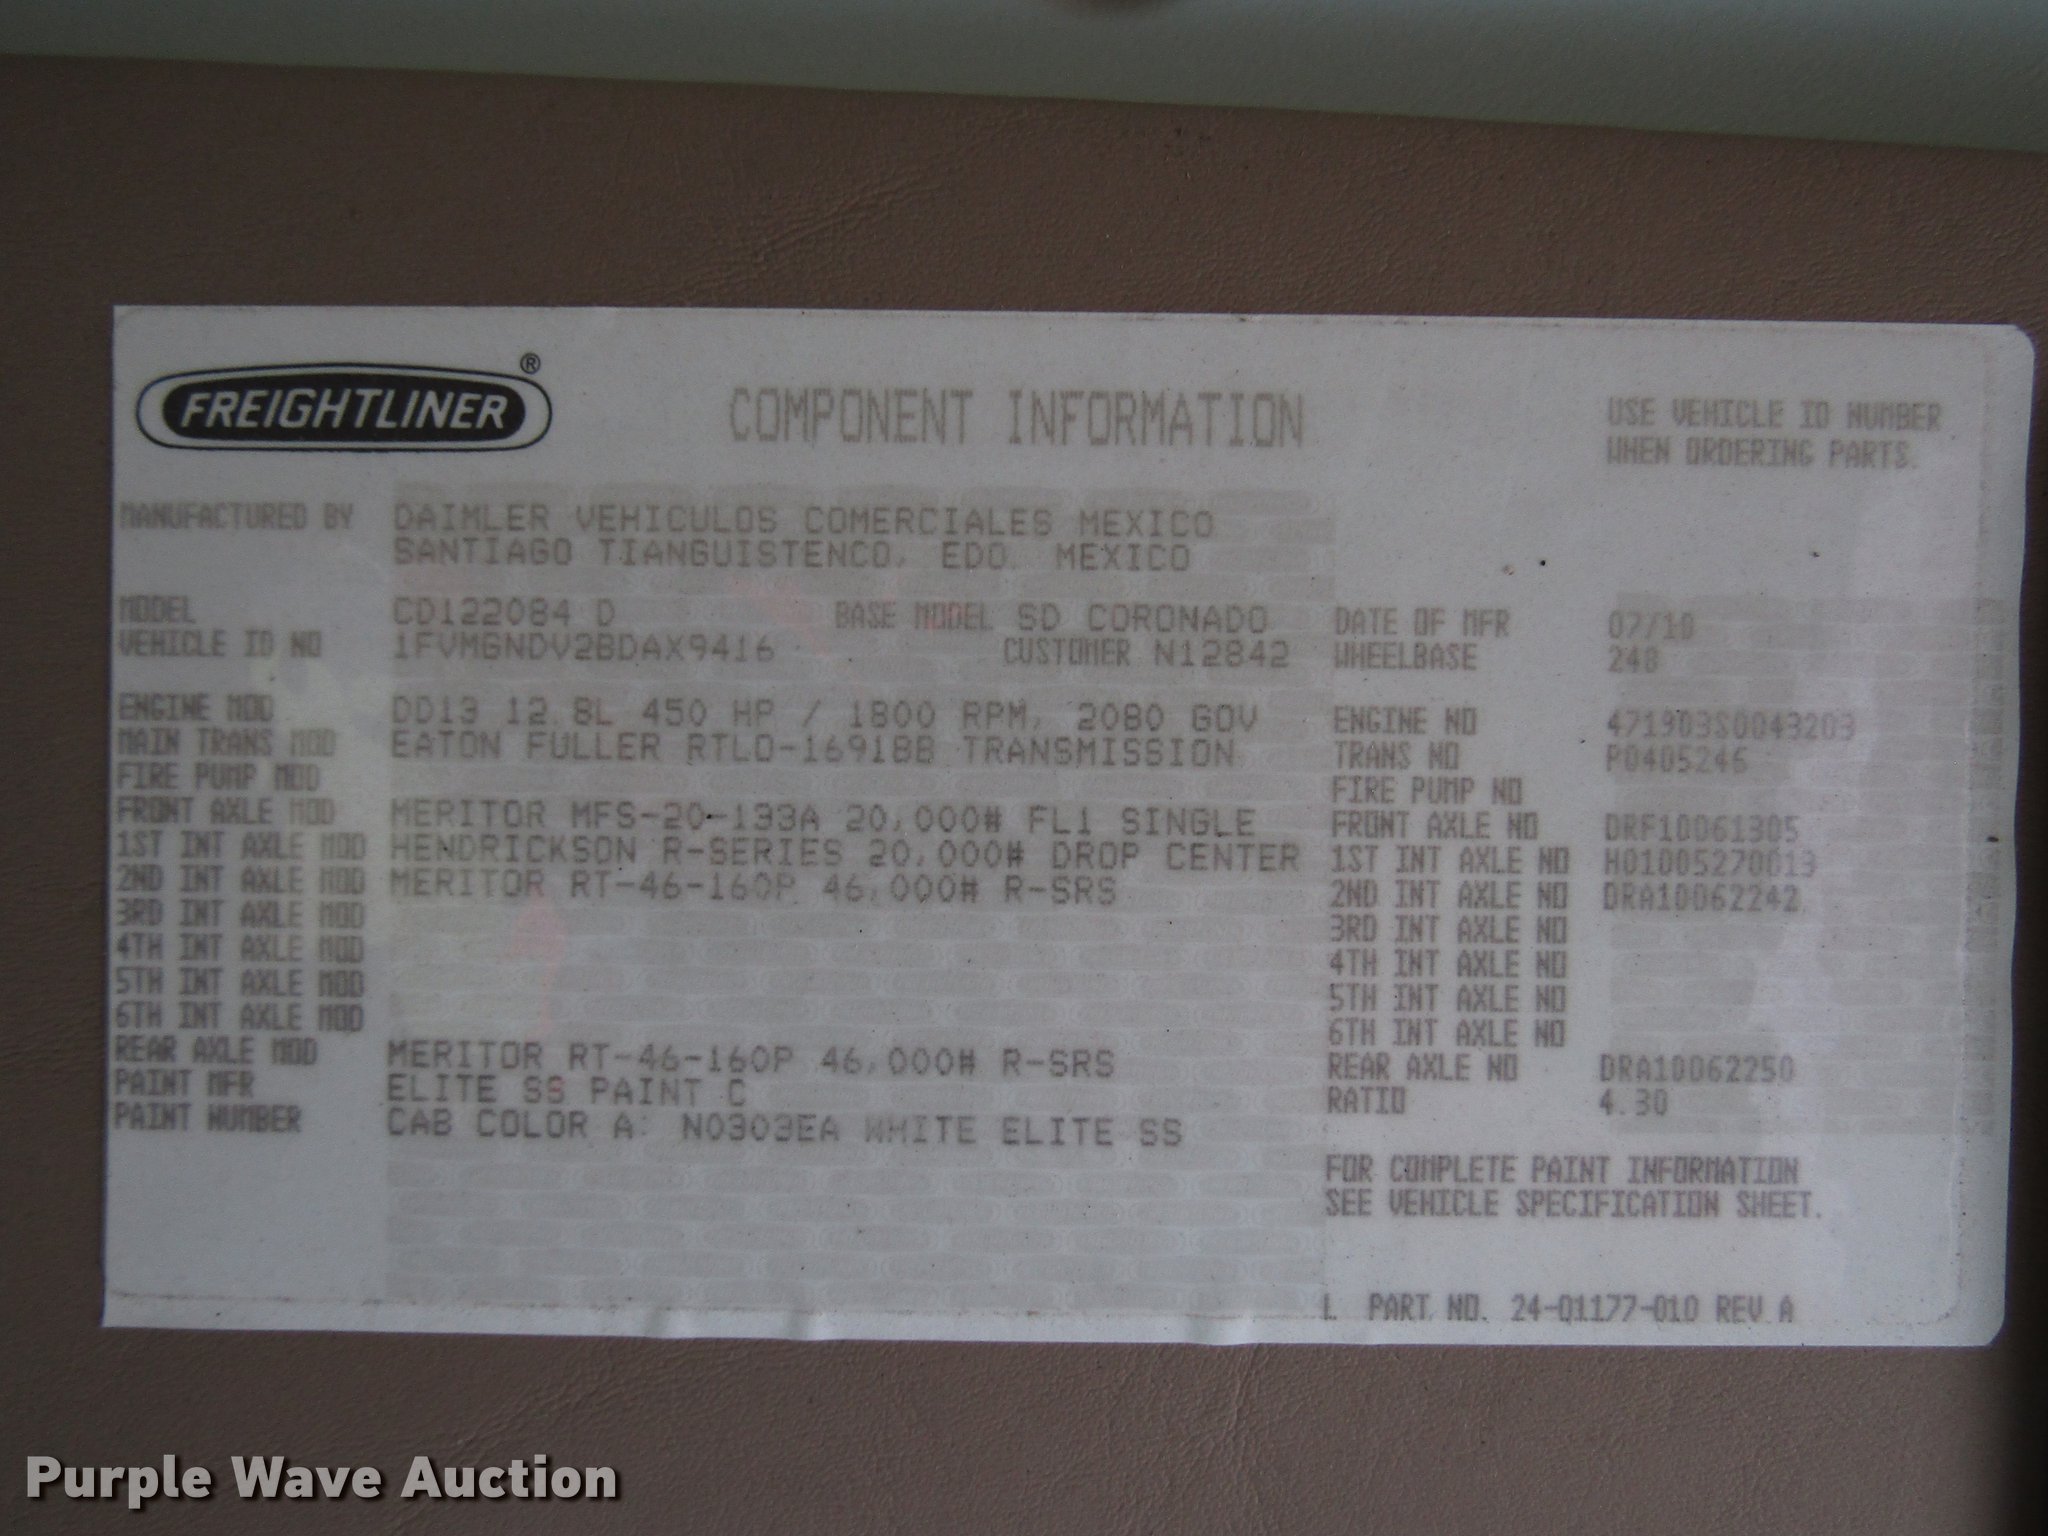 FREIGHTLINER ®
COMPONENT INFORMATION
USE VEHICLE ID NUMBER
WHEN ORDERING PARTS.
MANUFACTURED BY DAIMLER VEHICULOS COMERCIALES MEXICO
SANTIAGO TIANGUISTENCO, EDO. MEXICO
MODEL CD122084 D BASE MODEL SD CORONADO DATE OF MFR 07/10
VEHICLE ID NO 1FVMGNDV2BDAX9416 CUSTOMER N12842 WHEELBASE 248
ENGINE MOD DD13 12.8L 450 HP / 1800 RPM, 2080 GOV ENGINE NO 471903S0043203
MAIN TRANS MOD EATON FULLER RTLO-16918B TRANSMISSION TRANS NO P0405246
FIRE PUMP MOD FIRE PUMP NO
FRONT AXLE MOD MERITOR MFS-20-133A 20,000# FL1 SINGLE FRONT AXLE NO DRF10061305
1ST INT AXLE MOD HENDRICKSON R-SERIES 20,000# DROP CENTER 1ST INT AXLE NO H01005270013
2ND INT AXLE MOD MERITOR RT-46-160P 46,000# R-SRS 2ND INT AXLE NO DRA10062242
3RD INT AXLE MOD 3RD INT AXLE NO
4TH INT AXLE MOD 4TH INT AXLE NO
5TH INT AXLE MOD 5TH INT AXLE NO
6TH INT AXLE MOD 6TH INT AXLE NO
REAR AXLE MOD MERITOR RT-46-160P 46,000# R-SRS REAR AXLE NO DRA10062250
PAINT MFR ELITE SS PAINT C RATIO 4.30
PAINT NUMBER CAB COLOR A: N0303EA WHITE ELITE SS
FOR COMPLETE PAINT INFORMATION
SEE VEHICLE SPECIFICATION SHEET.
L PART NO. 24-01177-010 REV A
Purple Wave Auction